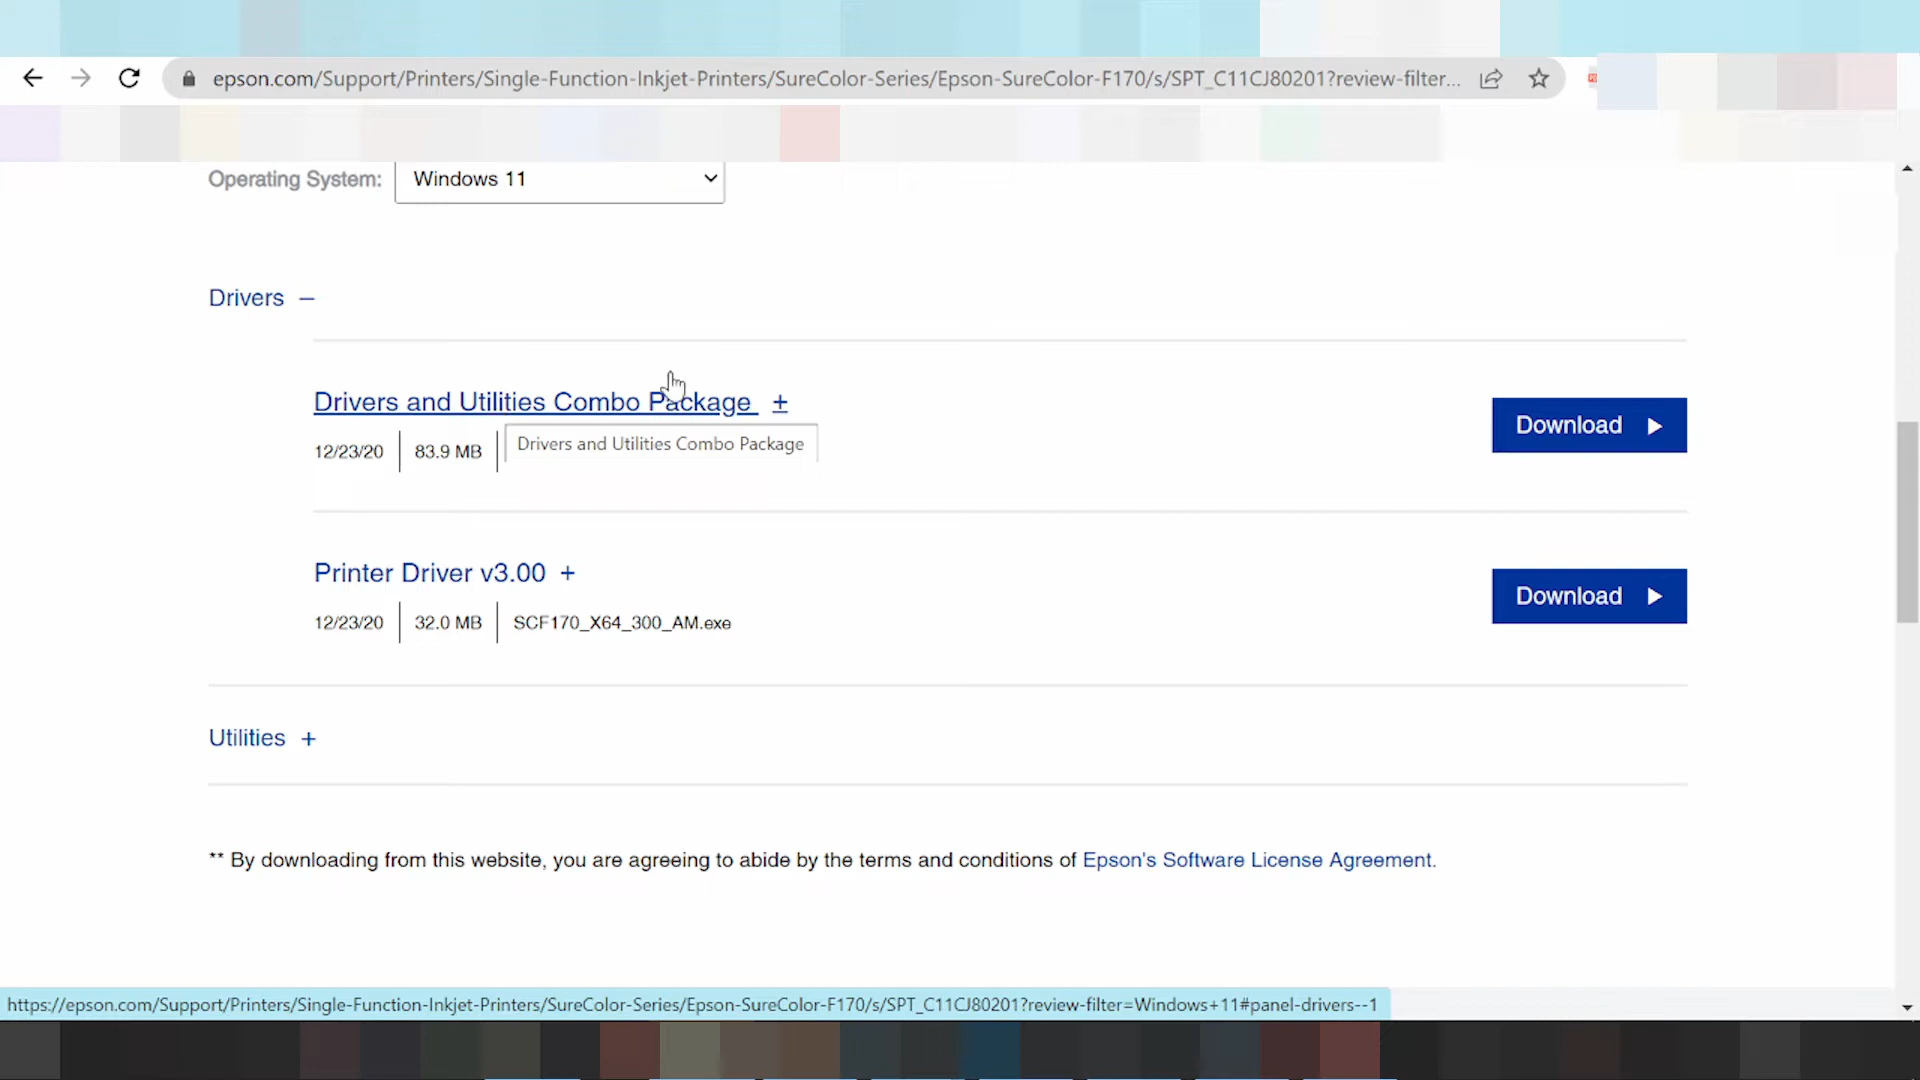 epson.com/Support/Printers/Single-Function-Inkjet-Printers/SureColor-Series/Epson-SureColor-F170/s/SPT_C11CJ80201?review-filter...
Operating System: Windows 11
Drivers –
Drivers and Utilities Combo Package +
Download
12/23/20 83.9 MB
Drivers and Utilities Combo Package
Printer Driver v3.00 +
Download
12/23/20 32.0 MB SCF170_X64_300_AM.exe
Utilities +
** By downloading from this website, you are agreeing to abide by the terms and conditions of Epson's Software License Agreement.
https://epson.com/Support/Printers/Single-Function-Inkjet-Printers/SureColor-Series/Epson-SureColor-F170/s/SPT_C11CJ80201?review-filter=Windows+11#panel-drivers--1